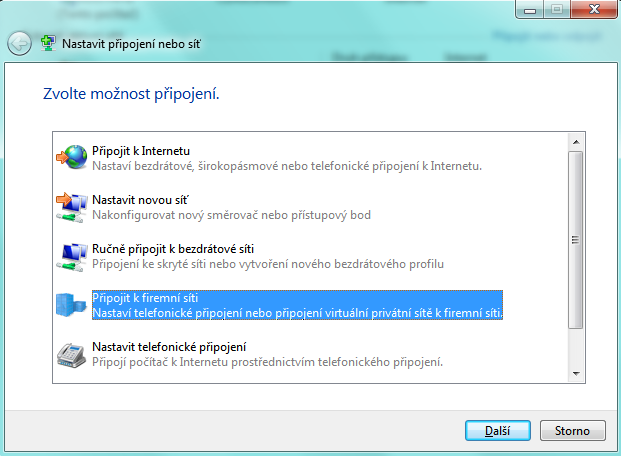 Nastavit připojení nebo síť
Zvolte možnost připojení.
Připojit k Internetu
Nastaví bezdrátové, širokopásmové nebo telefonické připojení k Internetu.
Nastavit novou síť
Nakonfigurovat nový směrovač nebo přístupový bod
Ručně připojit k bezdrátové síti
Připojení ke skryté síti nebo vytvoření nového bezdrátového profilu
Připojit k firemní síti
Nastaví telefonické připojení nebo připojení virtuální privátní sítě k firemní síti.
Nastavit telefonické připojení
Připojí počítač k Internetu prostřednictvím telefonického připojení.
Další
Storno